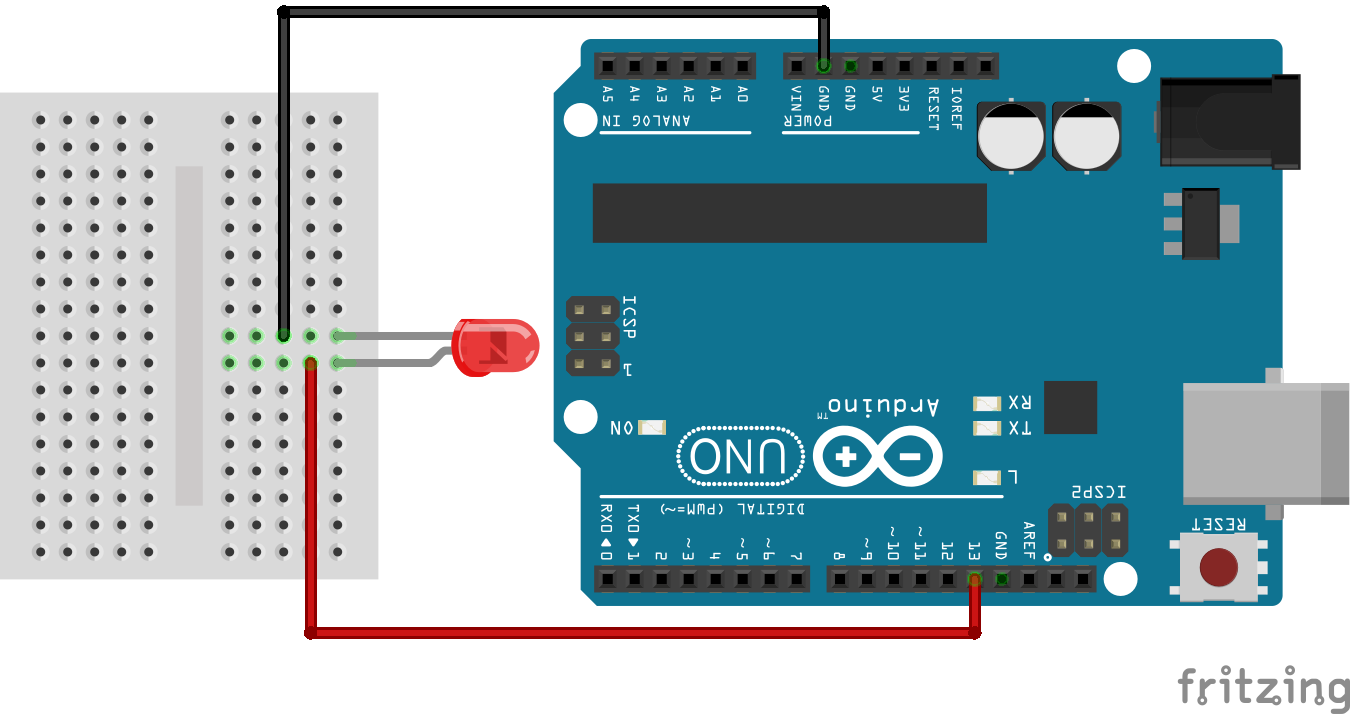 A5 A4 A3 A2 A1 A0
VIN GND GND 5V 3V3 RESET IOREF
ANALOG IN
POWER
ICSP
1
Arduino™
RX
TX
ON
UNO
L
ICSP2
DIGITAL (PWM=~)
RESET
RX0◄0 TX0►1 2 ~3 4 ~5 ~6 7
8 ~9 ~10 ~11 12 13 GND AREF
fritzing